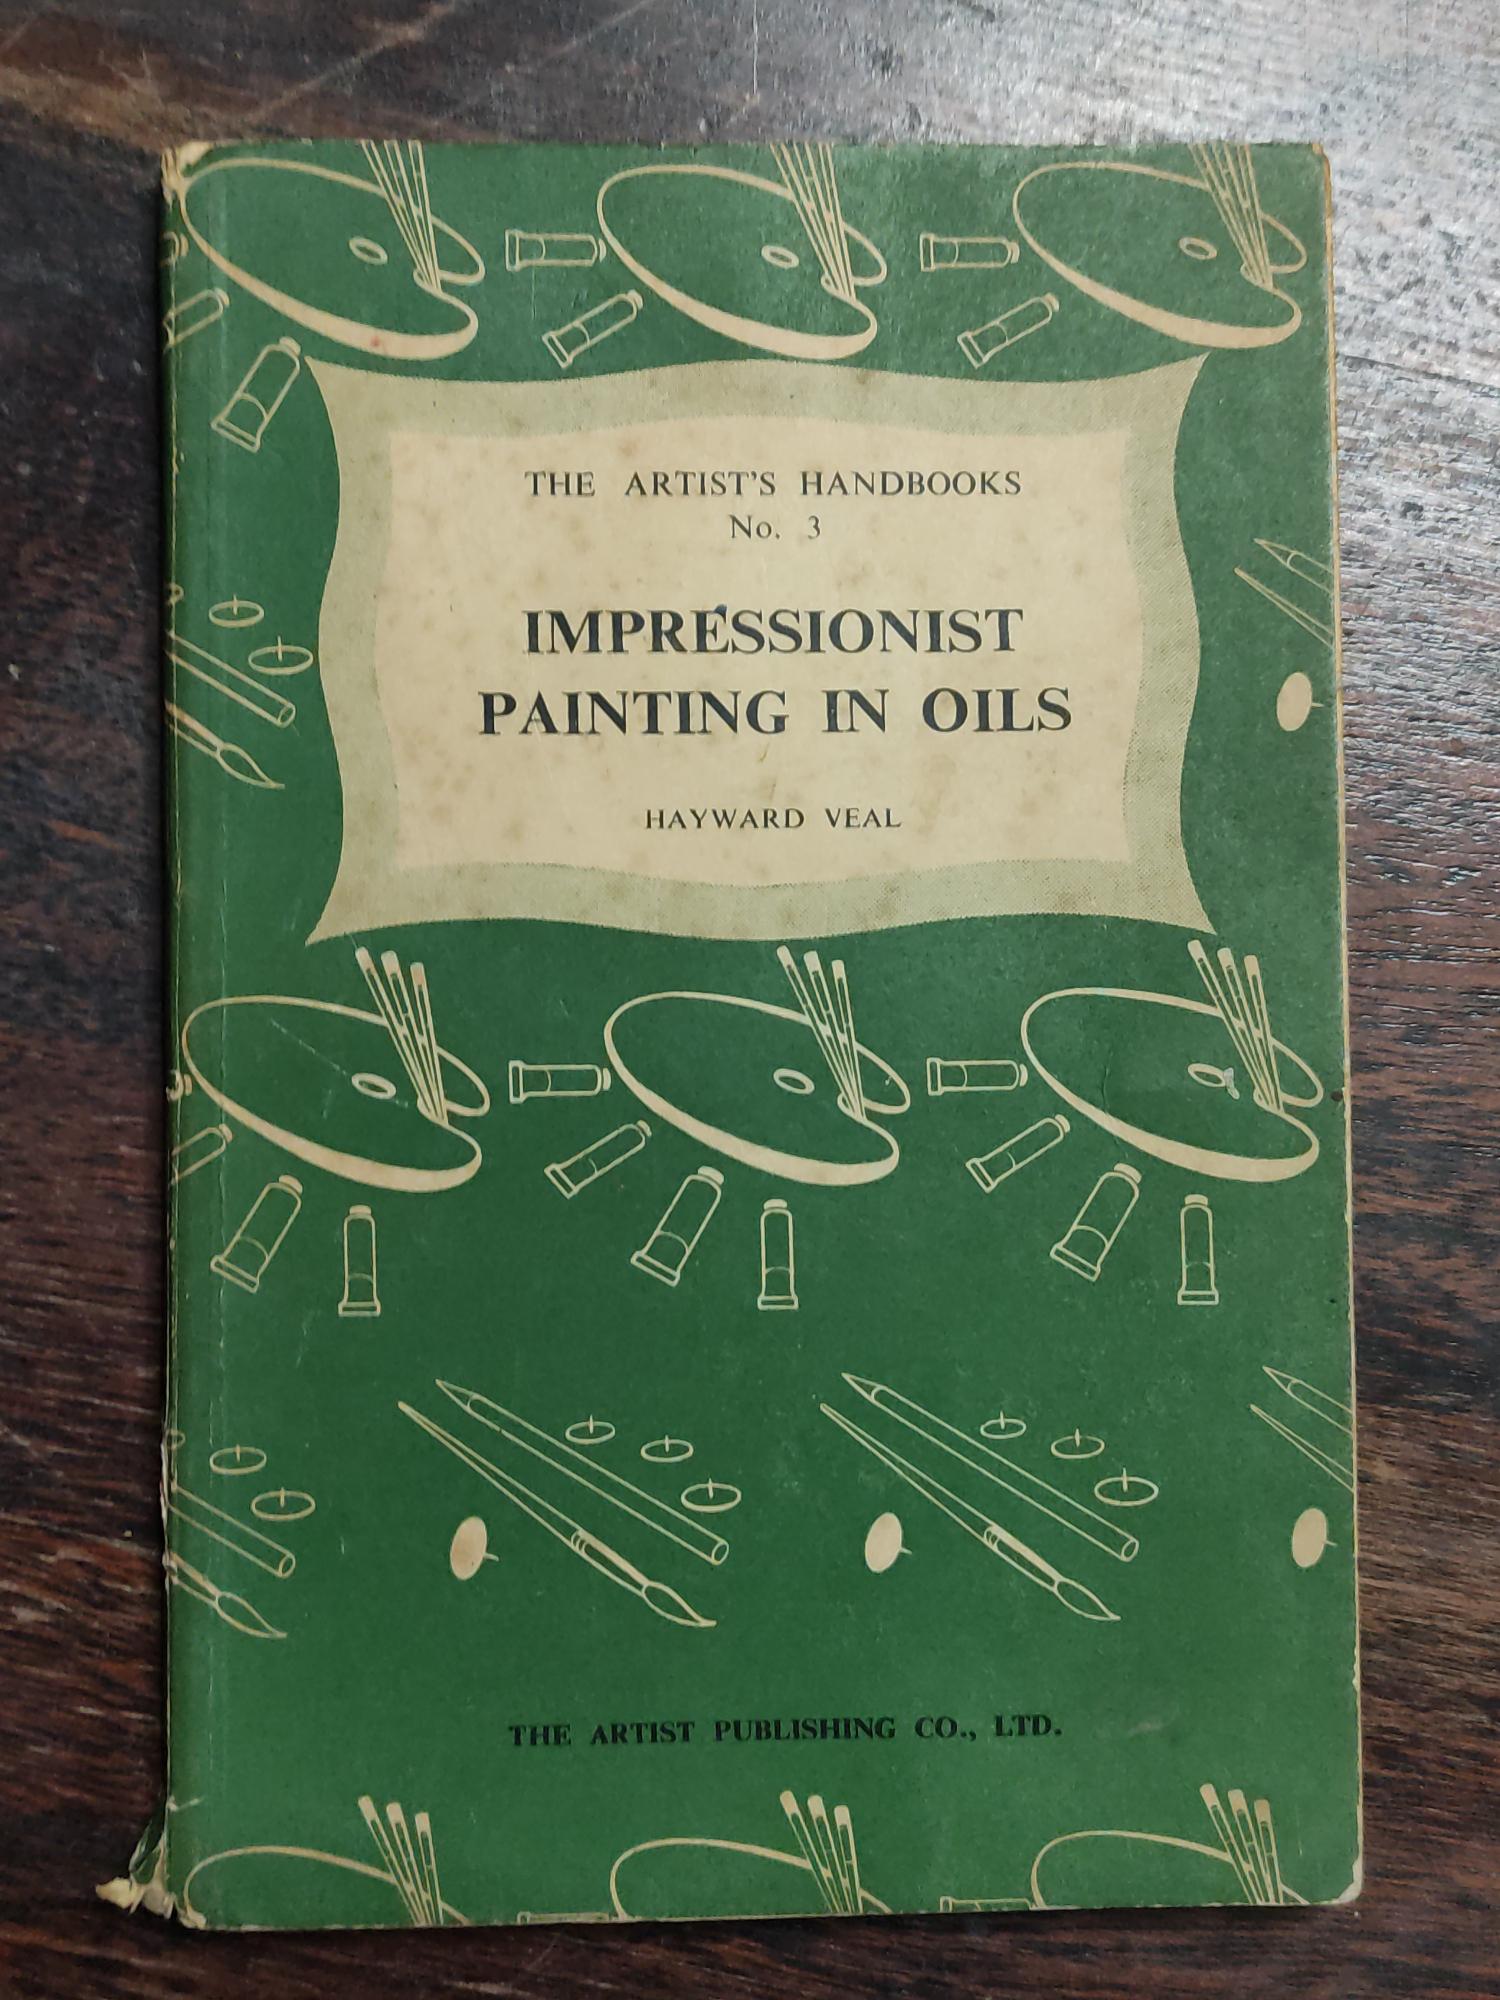 THE ARTIST'S HANDBOOKS
No. 3
IMPRESSIONIST
PAINTING IN OILS
HAYWARD VEAL
THE ARTIST PUBLISHING CO., LTD.